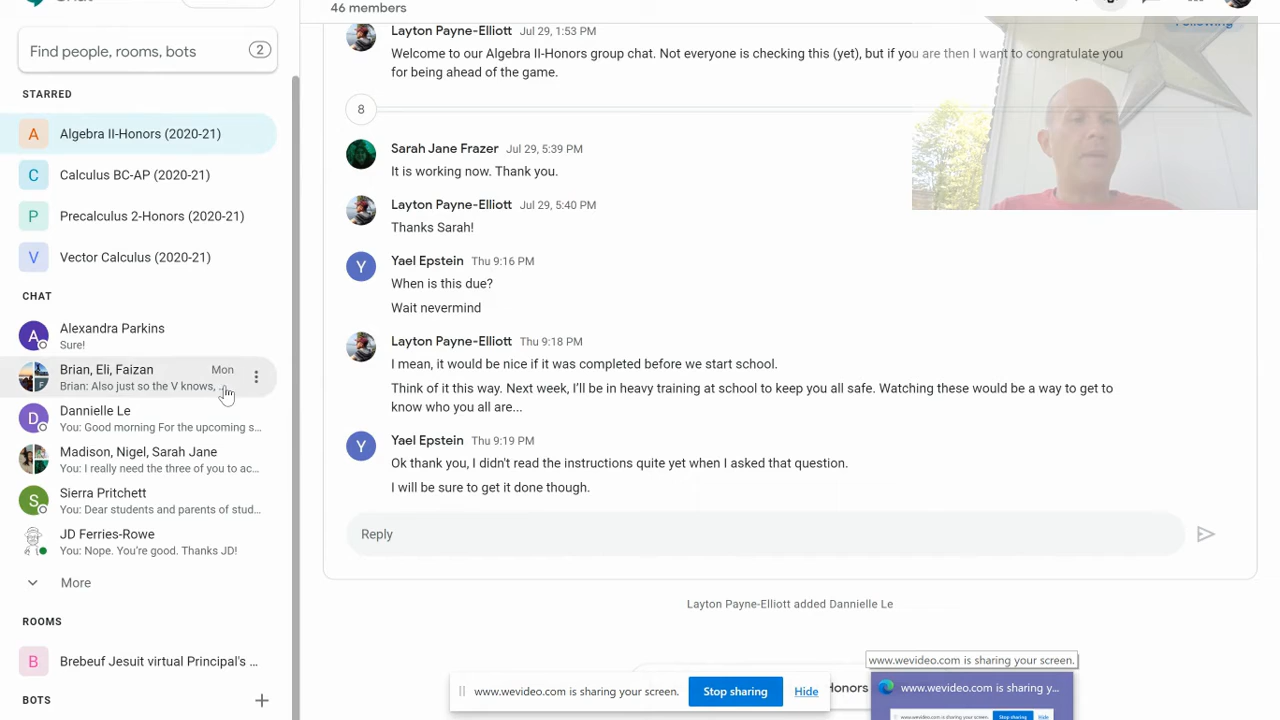 46 members
Find people, rooms, bots
2
STARRED
A Algebra II-Honors (2020-21)
C Calculus BC-AP (2020-21)
P Precalculus 2-Honors (2020-21)
V Vector Calculus (2020-21)
CHAT
A Alexandra Parkins
Sure!
Brian, Eli, Faizan Mon
Brian: Also just so the V knows, ...
D Dannielle Le
You: Good morning For the upcoming s...
Madison, Nigel, Sarah Jane
You: I really need the three of you to ac...
S Sierra Pritchett
You: Dear students and parents of stud...
JD Ferries-Rowe
You: Nope. You're good. Thanks JD!
More
ROOMS
B Brebeuf Jesuit virtual Principal's ...
BOTS
Following
Layton Payne-Elliott Jul 29, 1:53 PM
Welcome to our Algebra II-Honors group chat. Not everyone is checking this (yet), but if you are then I want to congratulate you
for being ahead of the game.
8
Sarah Jane Frazer Jul 29, 5:39 PM
It is working now. Thank you.
Layton Payne-Elliott Jul 29, 5:40 PM
Thanks Sarah!
Y Yael Epstein Thu 9:16 PM
When is this due?
Wait nevermind
Layton Payne-Elliott Thu 9:18 PM
I mean, it would be nice if it was completed before we start school.
Think of it this way. Next week, I'll be in heavy training at school to keep you all safe. Watching these would be a way to get to
know who you all are...
Y Yael Epstein Thu 9:19 PM
Ok thank you, I didn't read the instructions quite yet when I asked that question.
I will be sure to get it done though.
Reply
Layton Payne-Elliott added Dannielle Le
www.wevideo.com is sharing your screen.
www.wevideo.com is sharing your screen. Stop sharing Hide
Honors
www.wevideo.com is sharing y...
www.wevideo.com is sharing your screen. Stop sharing Hide